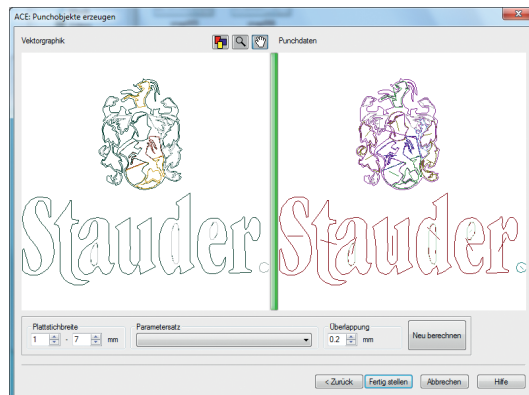 ACE: Punchobjekte erzeugen
Vektorgraphik
Punchdaten
Stauder
Stauder
Plattstichbreite
Parametersatz
Überlappung
1 - 7 mm
0.2 mm
Neu berechnen
< Zurück
Fertig stellen
Abbrechen
Hilfe